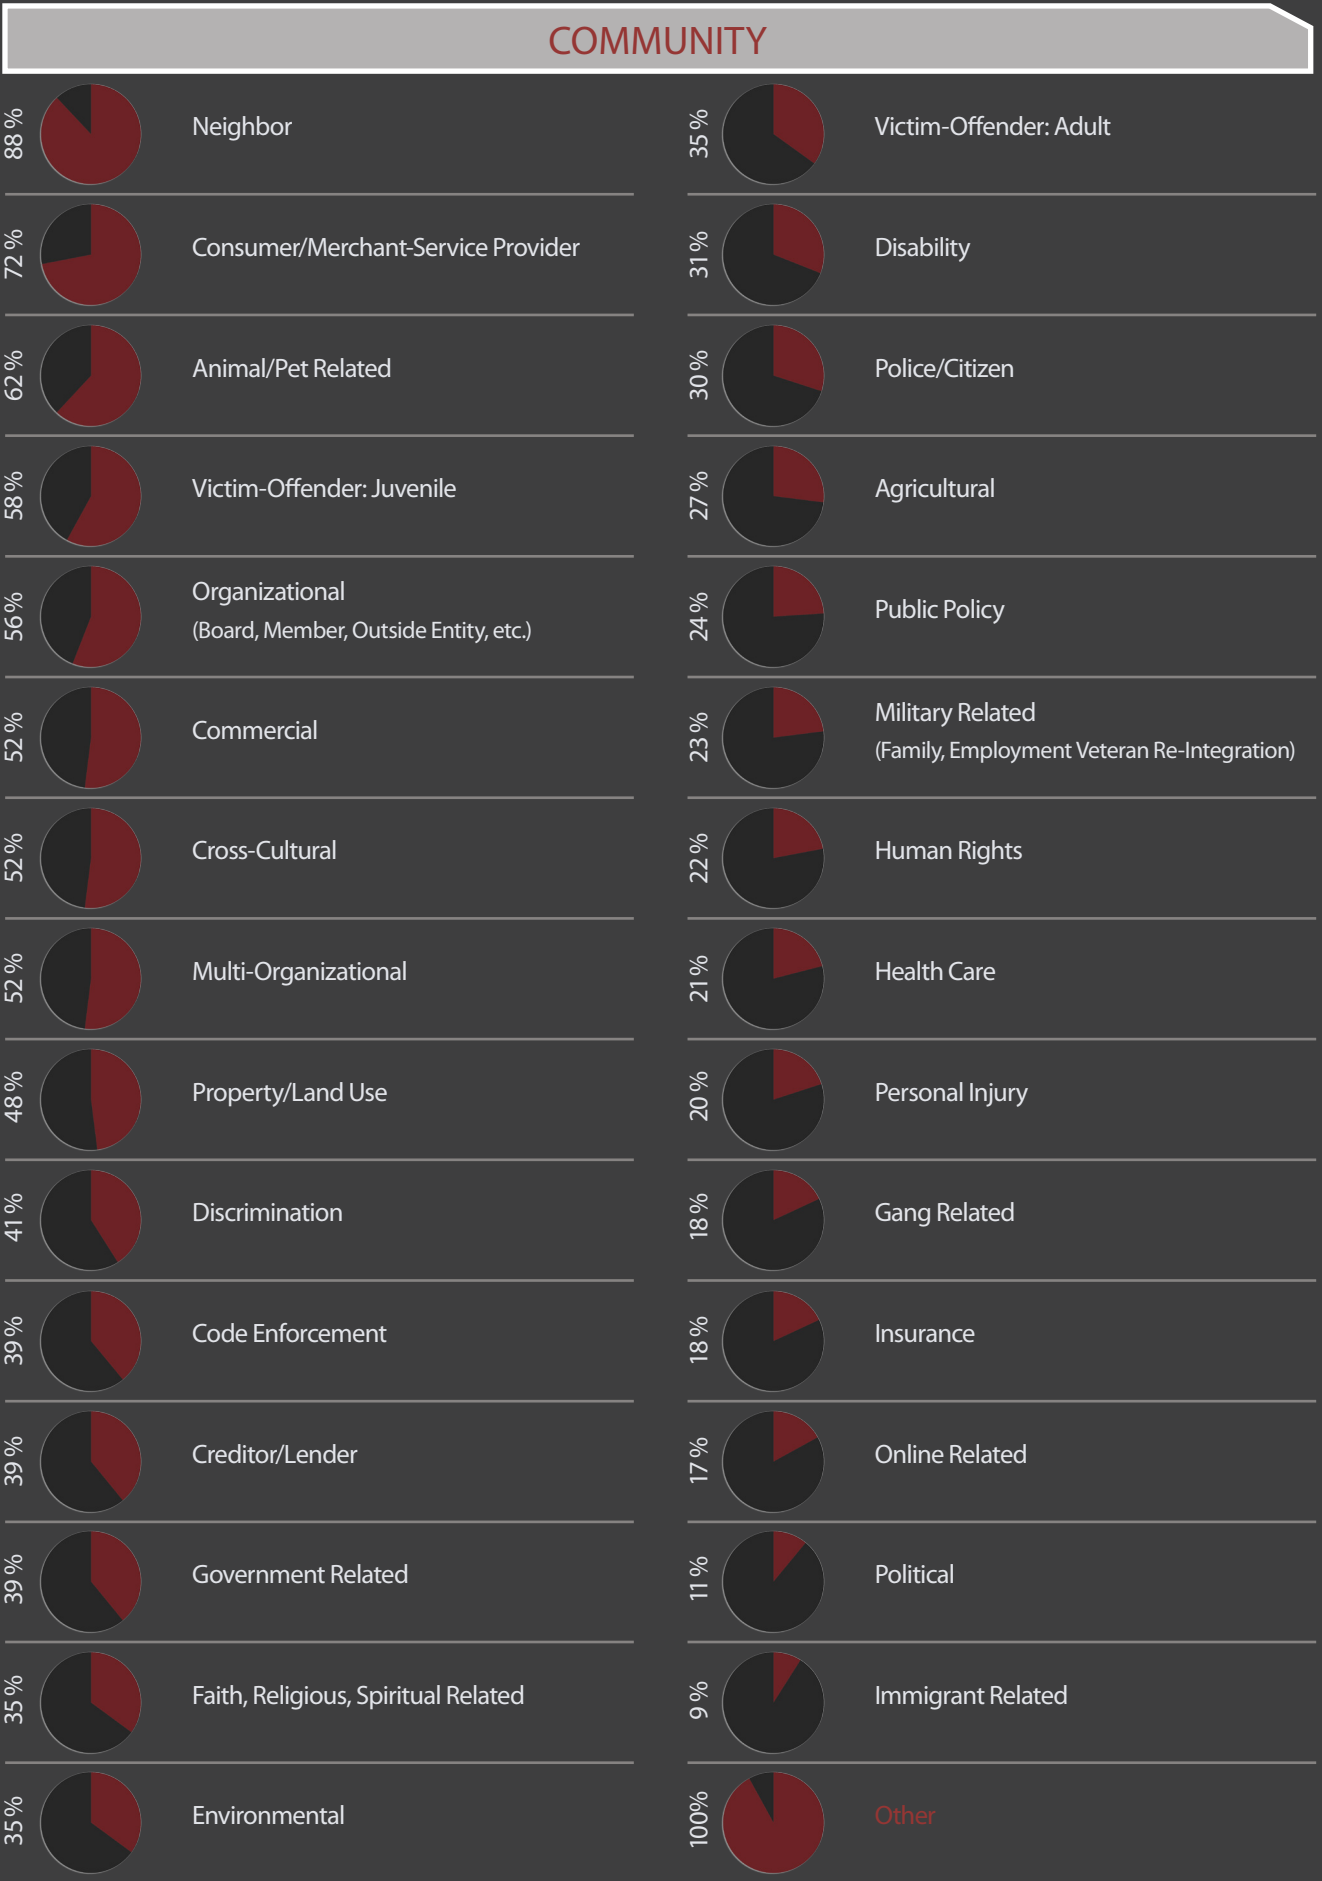 COMMUNITY
88 %
Neighbor
72 %
Consumer/Merchant-Service Provider
62 %
Animal/Pet Related
58 %
Victim-Offender: Juvenile
56 %
Organizational
(Board, Member, Outside Entity, etc.)
52 %
Commercial
52 %
Cross-Cultural
52 %
Multi-Organizational
48 %
Property/Land Use
41 %
Discrimination
39 %
Code Enforcement
39 %
Creditor/Lender
39 %
Government Related
35 %
Faith, Religious, Spiritual Related
35 %
Environmental
35 %
Victim-Offender: Adult
31 %
Disability
30 %
Police/Citizen
27 %
Agricultural
24 %
Public Policy
23 %
Military Related
(Family, Employment Veteran Re-Integration)
22 %
Human Rights
21 %
Health Care
20 %
Personal Injury
18 %
Gang Related
18 %
Insurance
17 %
Online Related
11 %
Political
9 %
Immigrant Related
100%
Other